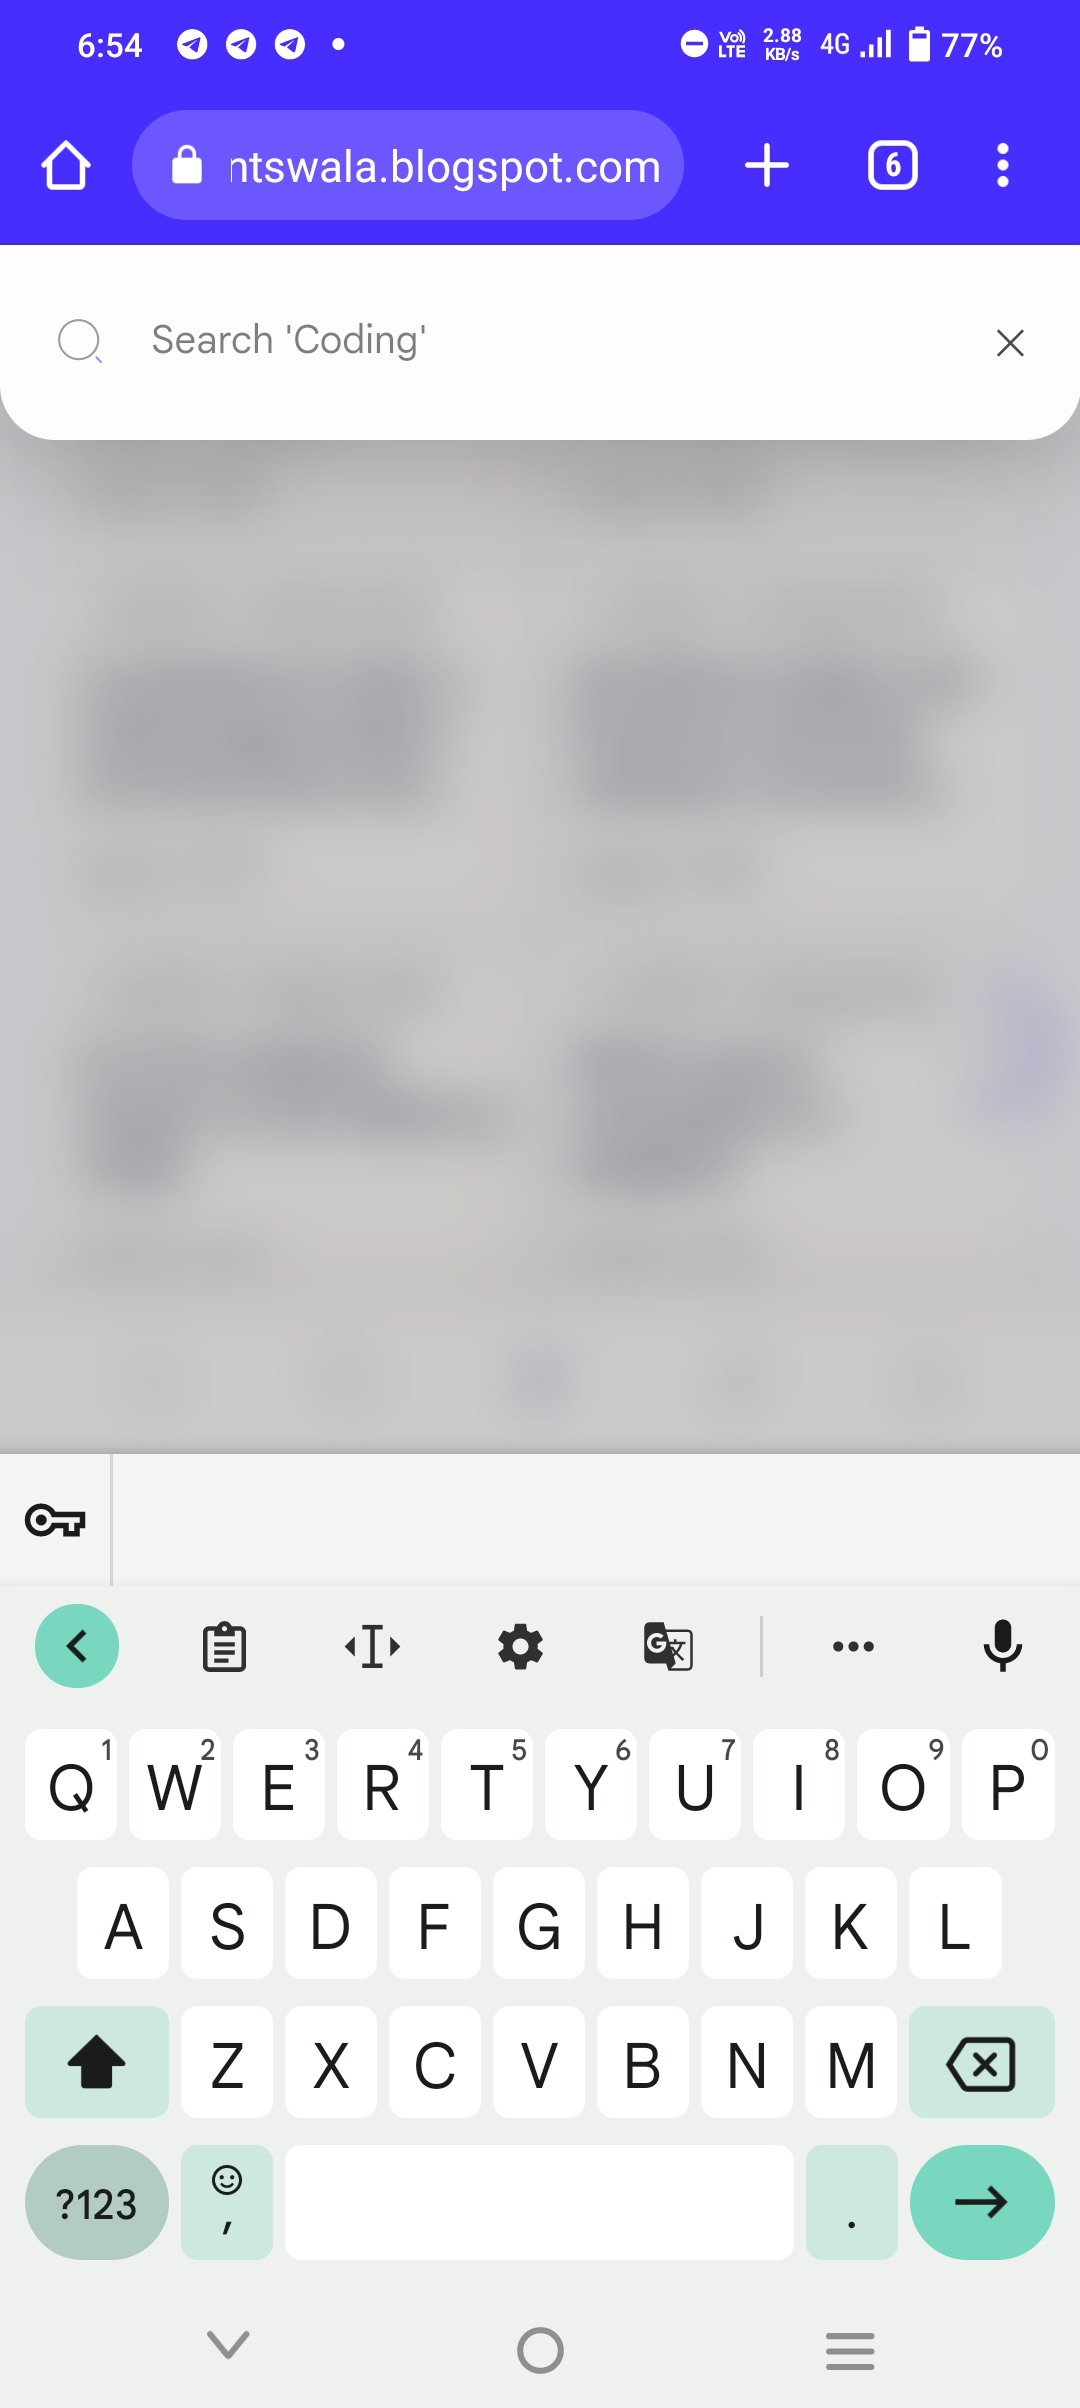 6:54
Vo)) LTE 2.88 KB/s 4G 77%
ntswala.blogspot.com 6
Search 'Coding'
G 文
1 2 3 4 5 6 7 8 9 0
Q W E R T Y U I O P
A S D F G H J K L
Z X C V B N M
?123 , .